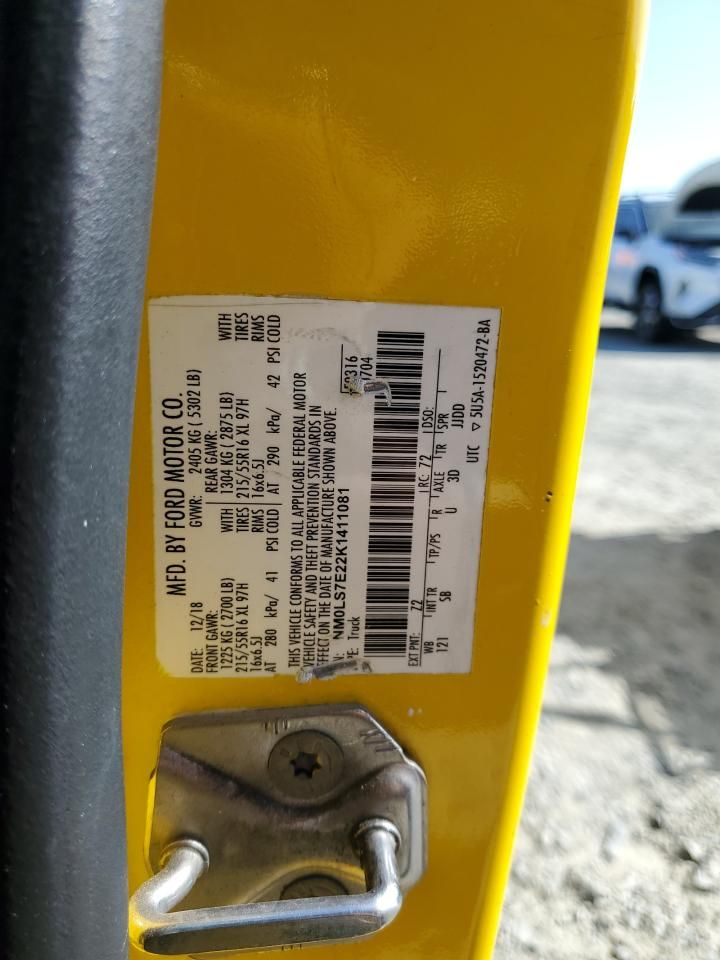 MFD. BY FORD MOTOR CO.
DATE: 12/18 GVWR: 2405 KG ( 5302 LB)
FRONT GAWR: REAR GAWR:
1225 KG ( 2700 LB) WITH 1304 KG ( 2875 LB) WITH
215/55R16 XL 97H TIRES 215/55R16 XL 97H TIRES
16x6.5J RIMS 16x6.5J RIMS
AT 280 kPa/ 41 PSI COLD AT 290 kPa/ 42 PSI COLD
THIS VEHICLE CONFORMS TO ALL APPLICABLE FEDERAL MOTOR
VEHICLE SAFETY AND THEFT PREVENTION STANDARDS IN
EFFECT ON THE DATE OF MANUFACTURE SHOWN ABOVE.
NM0LS7E22K1411081
Truck
EXT PNT: Z2 RC: 72 DSO:
WB INT TR TP/PS R AXLE TR SPR
121 SB U 3D JJDD
UTC ▽ 5U5A-1520472-BA